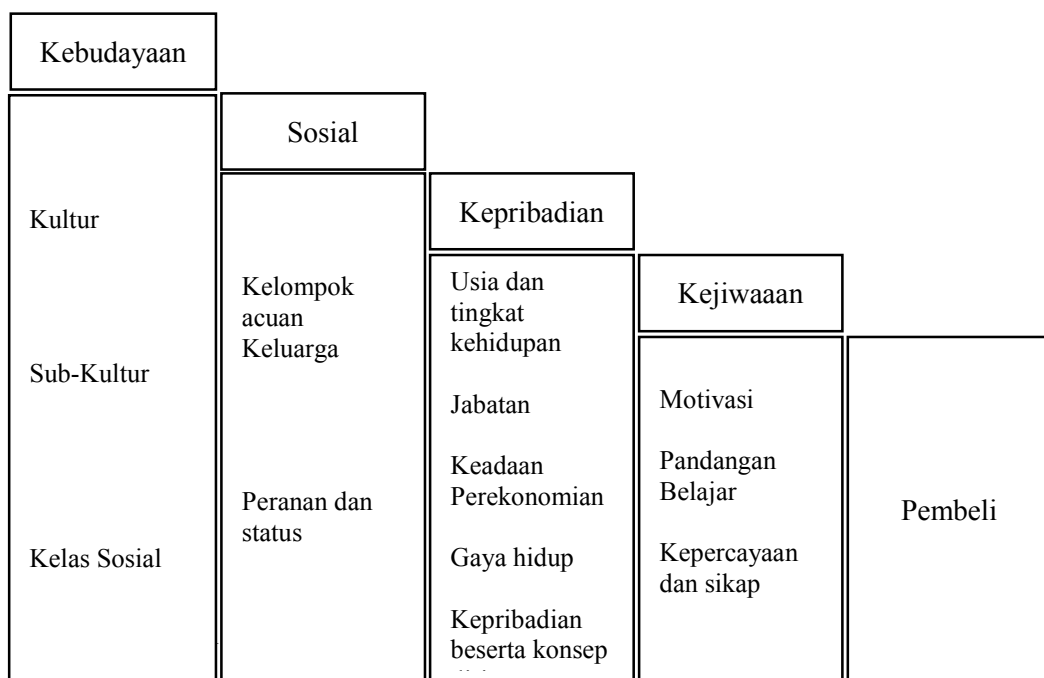 Kebudayaan
Kultur
Sub-Kultur
Kelas Sosial
Sosial
Kelompok
acuan
Keluarga
Peranan dan
status
Kepribadian
Usia dan
tingkat
kehidupan
Jabatan
Keadaan
Perekonomian
Gaya hidup
Kepribadian
beserta konsep
Kejiwaaan
Motivasi
Pandangan
Belajar
Kepercayaan
dan sikap
Pembeli